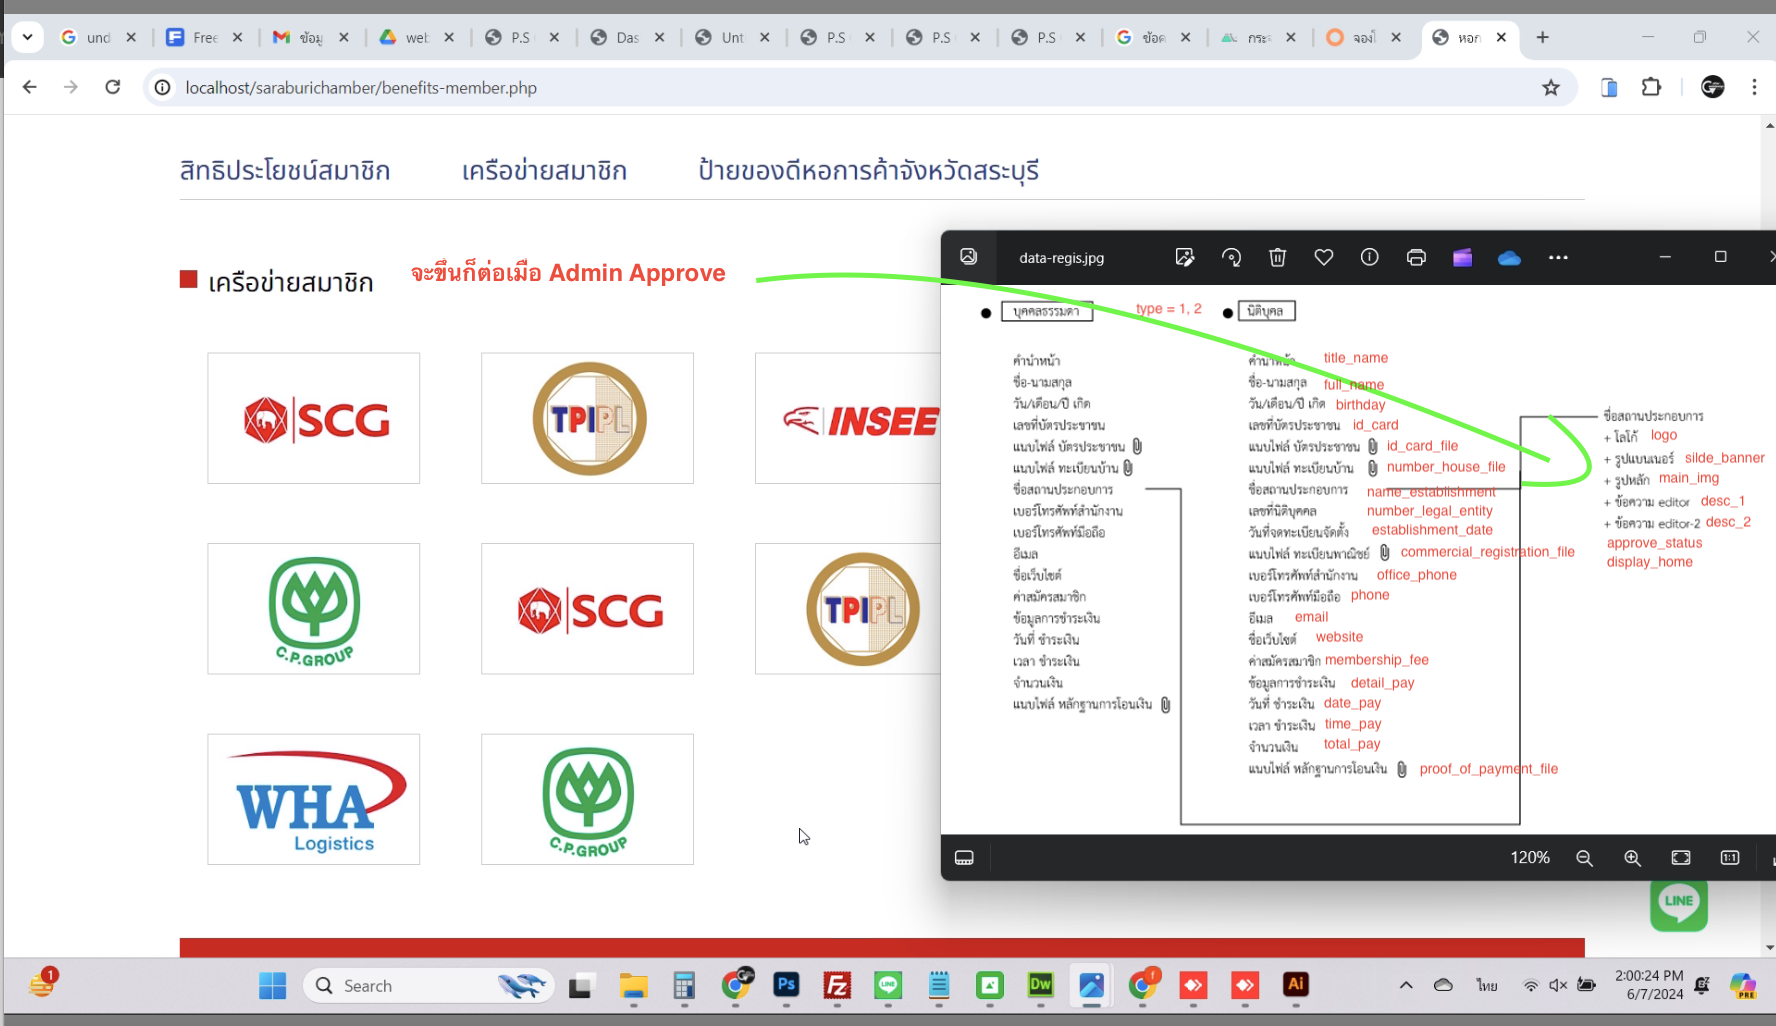 und
Free
ข้อมู
web
P.S
Das
Unt
P.S
P.S
P.S
ข้อค
กระ
จองโ
หอก
localhost/saraburichamber/benefits-member.php
สิทธิประโยชน์สมาชิก เครือข่ายสมาชิก ป้ายของดีหอการค้าจังหวัดสระบุรี
เครือข่ายสมาชิก
จะขึ้นก็ต่อเมื่อ Admin Approve
SCG
TPIPL
INSEE
C.P.GROUP
SCG
TPIPL
WHA
Logistics
C.P.GROUP
data-regis.jpg
บุคคลธรรมดา
type = 1, 2
นิติบุคล
คำนำหน้า
ชื่อ-นามสกุล
วัน/เดือน/ปี เกิด
เลขที่บัตรประชาชน
แนบไฟล์ บัตรประชาชน
แนบไฟล์ ทะเบียนบ้าน
ชื่อสถานประกอบการ
เบอร์โทรศัพท์สำนักงาน
เบอร์โทรศัพท์มือถือ
อีเมล
ชื่อเว็บไซต์
ค่าสมัครสมาชิก
ข้อมูลการชำระเงิน
วันที่ ชำระเงิน
เวลา ชำระเงิน
จำนวนเงิน
แนบไฟล์ หลักฐานการโอนเงิน
คำนำหน้า title_name
ชื่อ-นามสกุล full_name
วัน/เดือน/ปี เกิด birthday
เลขที่บัตรประชาชน id_card
แนบไฟล์ บัตรประชาชน id_card_file
แนบไฟล์ ทะเบียนบ้าน number_house_file
ชื่อสถานประกอบการ name_establishment
เลขที่นิติบุคคล number_legal_entity
วันที่จดทะเบียนจัดตั้ง establishment_date
แนบไฟล์ ทะเบียนพาณิชย์ commercial_registration_file
เบอร์โทรศัพท์สำนักงาน office_phone
เบอร์โทรศัพท์มือถือ phone
อีเมล email
ชื่อเว็บไซต์ website
ค่าสมัครสมาชิก membership_fee
ข้อมูลการชำระเงิน detail_pay
วันที่ ชำระเงิน date_pay
เวลา ชำระเงิน time_pay
จำนวนเงิน total_pay
แนบไฟล์ หลักฐานการโอนเงิน proof_of_payment_file
ชื่อสถานประกอบการ
+ โลโก้ logo
+ รูปแบนเนอร์ silde_banner
+ รูปหลัก main_img
+ ข้อความ editor desc_1
+ ข้อความ editor-2 desc_2
approve_status
display_home
120%
1:1
LINE
1
Search
Ps
Fz
LINE
Dw
f
Ai
ไทย
2:00:24 PM
6/7/2024
PRE